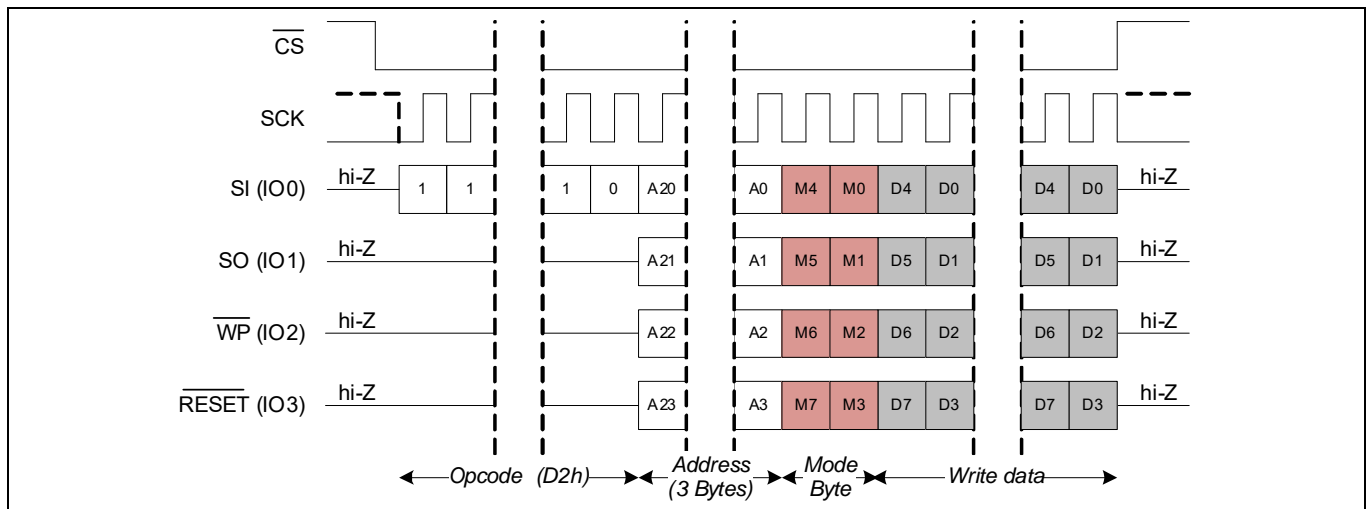 CS
SCK
SI (IO0) hi-Z 1 1 1 0 A20 A0 M4 M0 D4 D0 D4 D0 hi-Z
SO (IO1) hi-Z A21 A1 M5 M1 D5 D1 D5 D1 hi-Z
WP (IO2) hi-Z A22 A2 M6 M2 D6 D2 D6 D2 hi-Z
RESET (IO3) hi-Z A23 A3 M7 M3 D7 D3 D7 D3 hi-Z
Opcode (D2h) Address Mode Write data
(3 Bytes) Byte